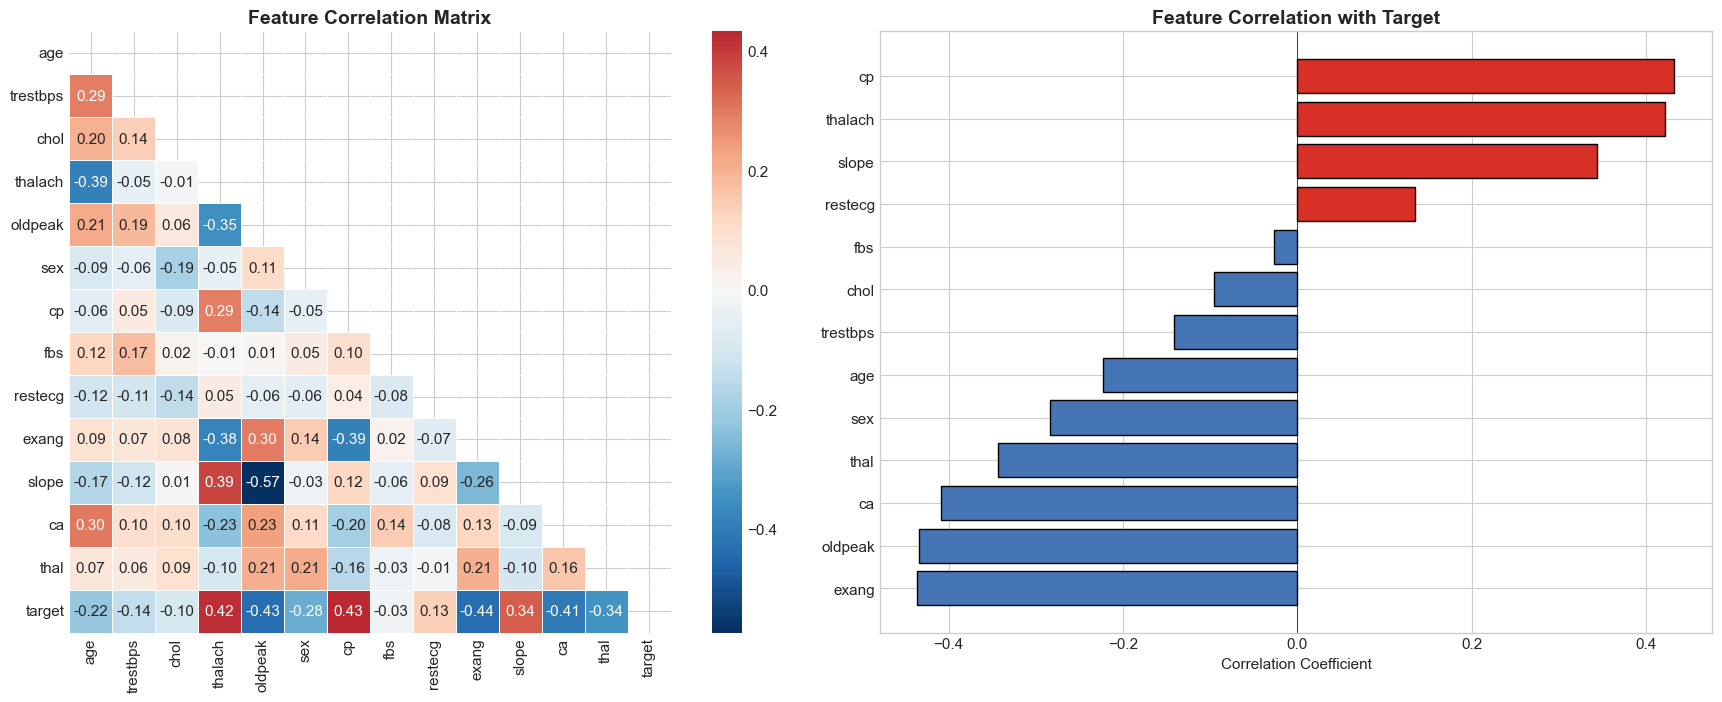 Feature Correlation Matrix
age
trestbps 0.29
chol 0.20 0.14
thalach -0.39 -0.05 -0.01
oldpeak 0.21 0.19 0.06 -0.35
sex -0.09 -0.06 -0.19 -0.05 0.11
cp -0.06 0.05 -0.09 0.29 -0.14 -0.05
fbs 0.12 0.17 0.02 -0.01 0.01 0.05 0.10
restecg -0.12 -0.11 -0.14 0.05 -0.06 -0.06 0.04 -0.08
exang 0.09 0.07 0.08 -0.38 0.30 0.14 -0.39 0.02 -0.07
slope -0.17 -0.12 0.01 0.39 -0.57 -0.03 0.12 -0.06 0.09 -0.26
ca 0.30 0.10 0.10 -0.23 0.23 0.11 -0.20 0.14 -0.08 0.13 -0.09
thal 0.07 0.06 0.09 -0.10 0.21 0.21 -0.16 -0.03 -0.01 0.21 -0.10 0.16
target -0.22 -0.14 -0.10 0.42 -0.43 -0.28 0.43 -0.03 0.13 -0.44 0.34 -0.41 -0.34
age trestbps chol thalach oldpeak sex cp fbs restecg exang slope ca thal target
0.4
0.2
0.0
−0.2
−0.4
Feature Correlation with Target
cp
thalach
slope
restecg
fbs
chol
trestbps
age
sex
thal
ca
oldpeak
exang
−0.4 −0.2 0.0 0.2 0.4
Correlation Coefficient